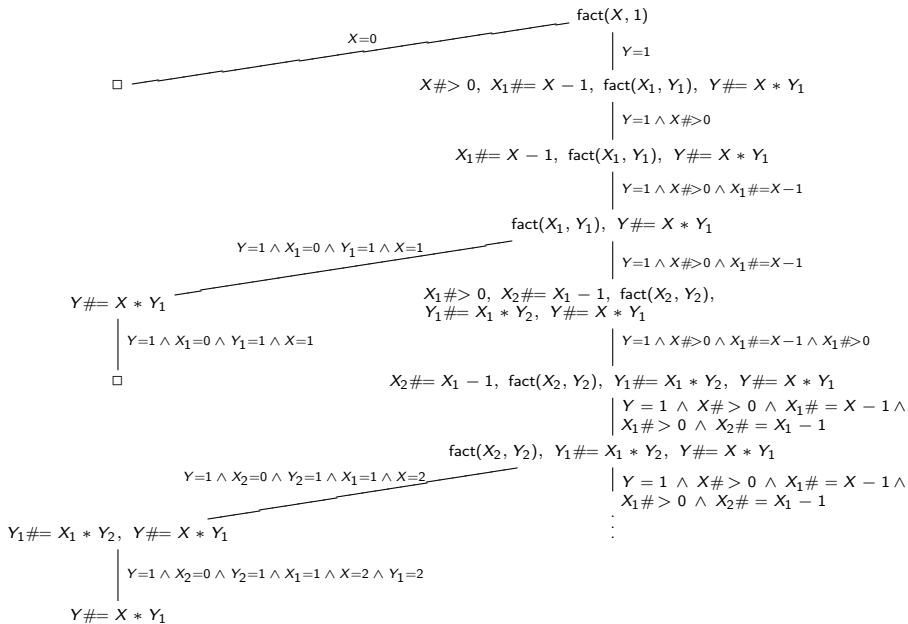 fact(X, 1)
X=0
Y=1
□
X#> 0, X₁#= X − 1, fact(X₁, Y₁), Y#= X ∗ Y₁
Y=1 ∧ X#>0
X₁#= X − 1, fact(X₁, Y₁), Y#= X ∗ Y₁
Y=1 ∧ X#>0 ∧ X₁#=X−1
fact(X₁, Y₁), Y#= X ∗ Y₁
Y=1 ∧ X₁=0 ∧ Y₁=1 ∧ X=1
Y=1 ∧ X#>0 ∧ X₁#=X−1
Y#= X ∗ Y₁
X₁#> 0, X₂#= X₁ − 1, fact(X₂, Y₂),
Y₁#= X₁ ∗ Y₂, Y#= X ∗ Y₁
Y=1 ∧ X₁=0 ∧ Y₁=1 ∧ X=1
Y=1 ∧ X#>0 ∧ X₁#=X−1 ∧ X₁#>0
□
X₂#= X₁ − 1, fact(X₂, Y₂), Y₁#= X₁ ∗ Y₂, Y#= X ∗ Y₁
Y = 1 ∧ X# > 0 ∧ X₁# = X − 1∧
X₁# > 0 ∧ X₂# = X₁ − 1
fact(X₂, Y₂), Y₁#= X₁ ∗ Y₂, Y#= X ∗ Y₁
Y=1 ∧ X₂=0 ∧ Y₂=1 ∧ X₁=1 ∧ X=2
Y = 1 ∧ X# > 0 ∧ X₁# = X − 1∧
X₁# > 0 ∧ X₂# = X₁ − 1
⋮
Y₁#= X₁ ∗ Y₂, Y#= X ∗ Y₁
Y=1 ∧ X₂=0 ∧ Y₂=1 ∧ X₁=1 ∧ X=2 ∧ Y₁=2
Y#= X ∗ Y₁